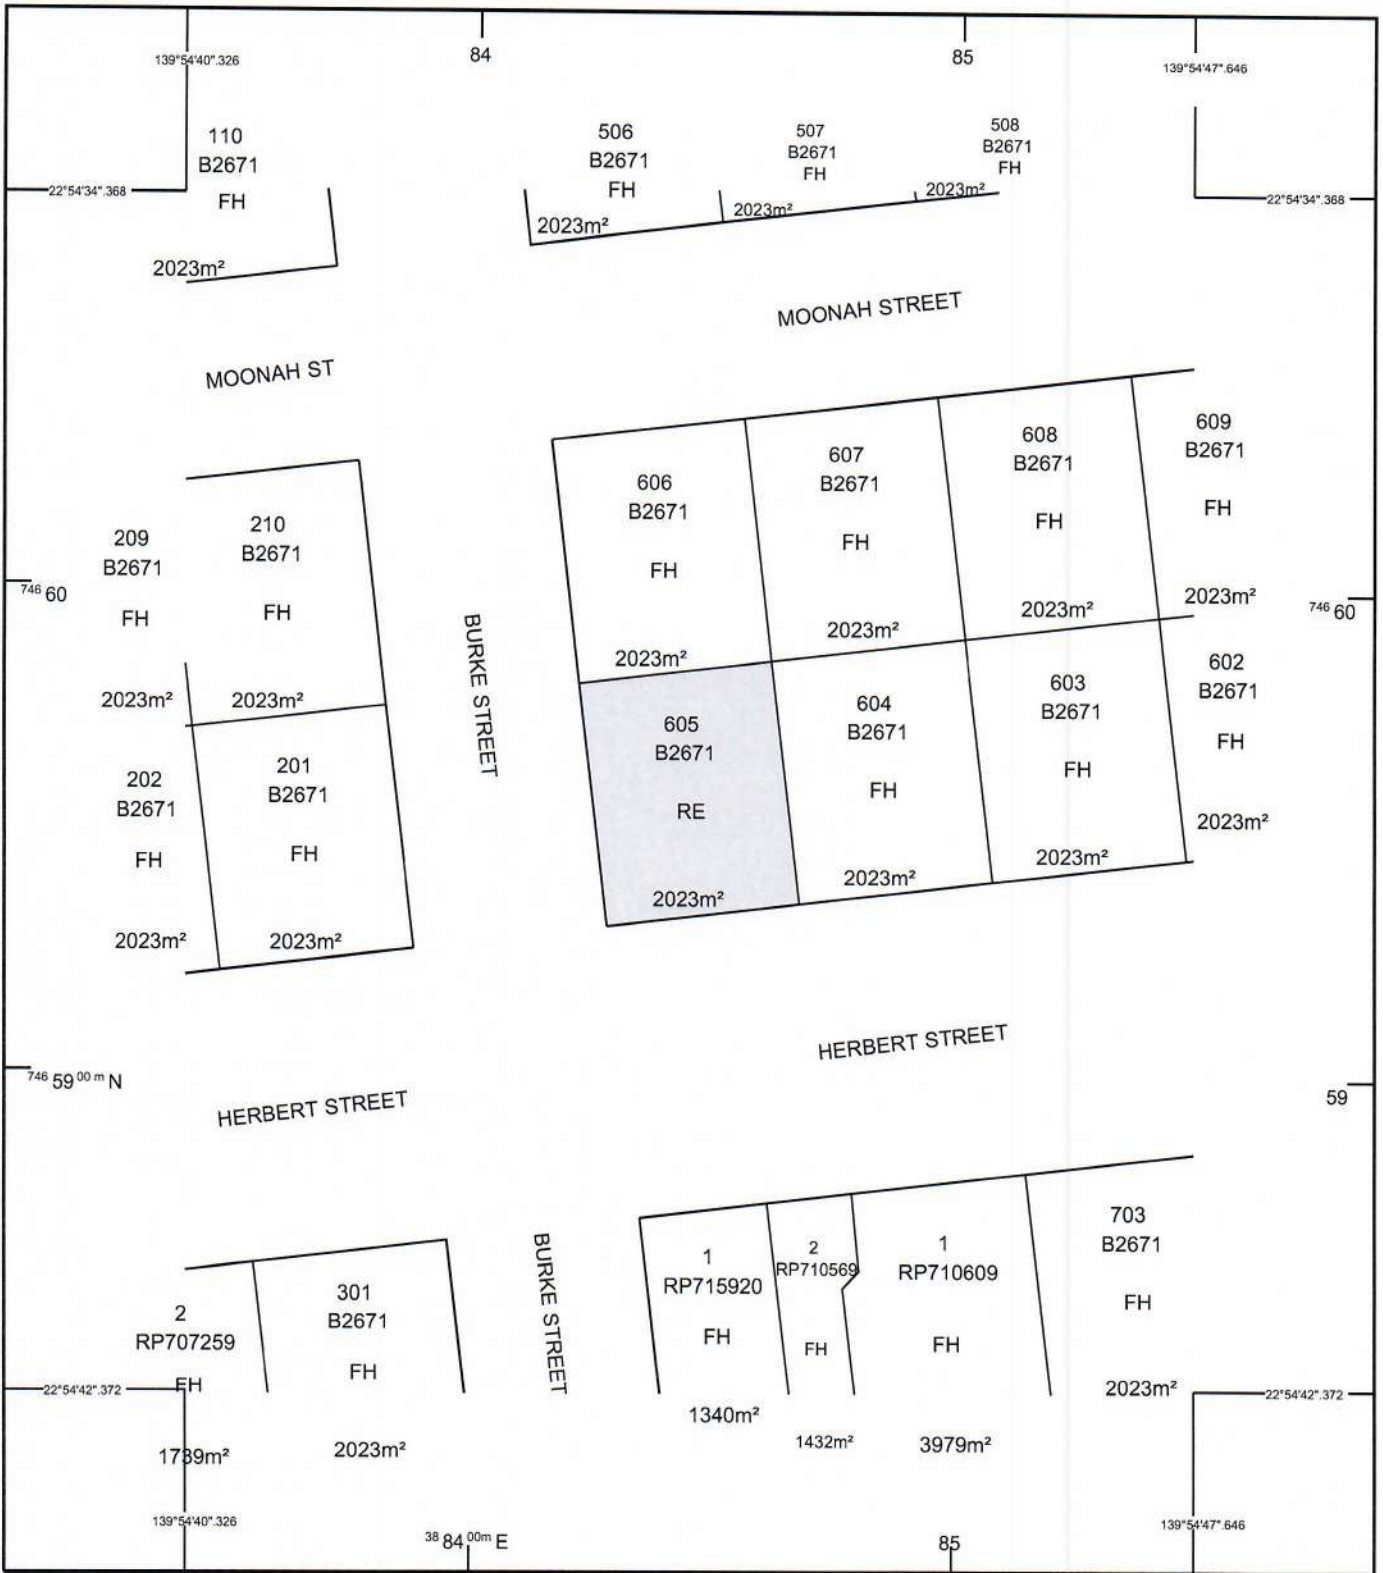 84
85
139°54'40".326
139°54'47".646
110
B2671
FH
2023m²
506
B2671
FH
2023m²
507
B2671
FH
2023m²
508
B2671
FH
2023m²
22°54'34".368
22°54'34".368
MOONAH STREET
MOONAH ST
209
B2671
FH
2023m²
210
B2671
FH
2023m²
606
B2671
FH
2023m²
607
B2671
FH
2023m²
608
B2671
FH
2023m²
609
B2671
FH
2023m²
746 60
746 60
BURKE STREET
202
B2671
FH
2023m²
201
B2671
FH
2023m²
605
B2671
RE
2023m²
604
B2671
FH
2023m²
603
B2671
FH
2023m²
602
B2671
FH
2023m²
HERBERT STREET
746 59 00 m N
59
HERBERT STREET
2
RP707259
FH
1739m²
301
B2671
FH
2023m²
BURKE STREET
1
RP715920
FH
1340m²
2
RP710569
FH
1432m²
1
RP710609
FH
3979m²
703
B2671
FH
2023m²
22°54'42".372
22°54'42".372
139°54'40".326
139°54'47".646
38 84 00m E
85